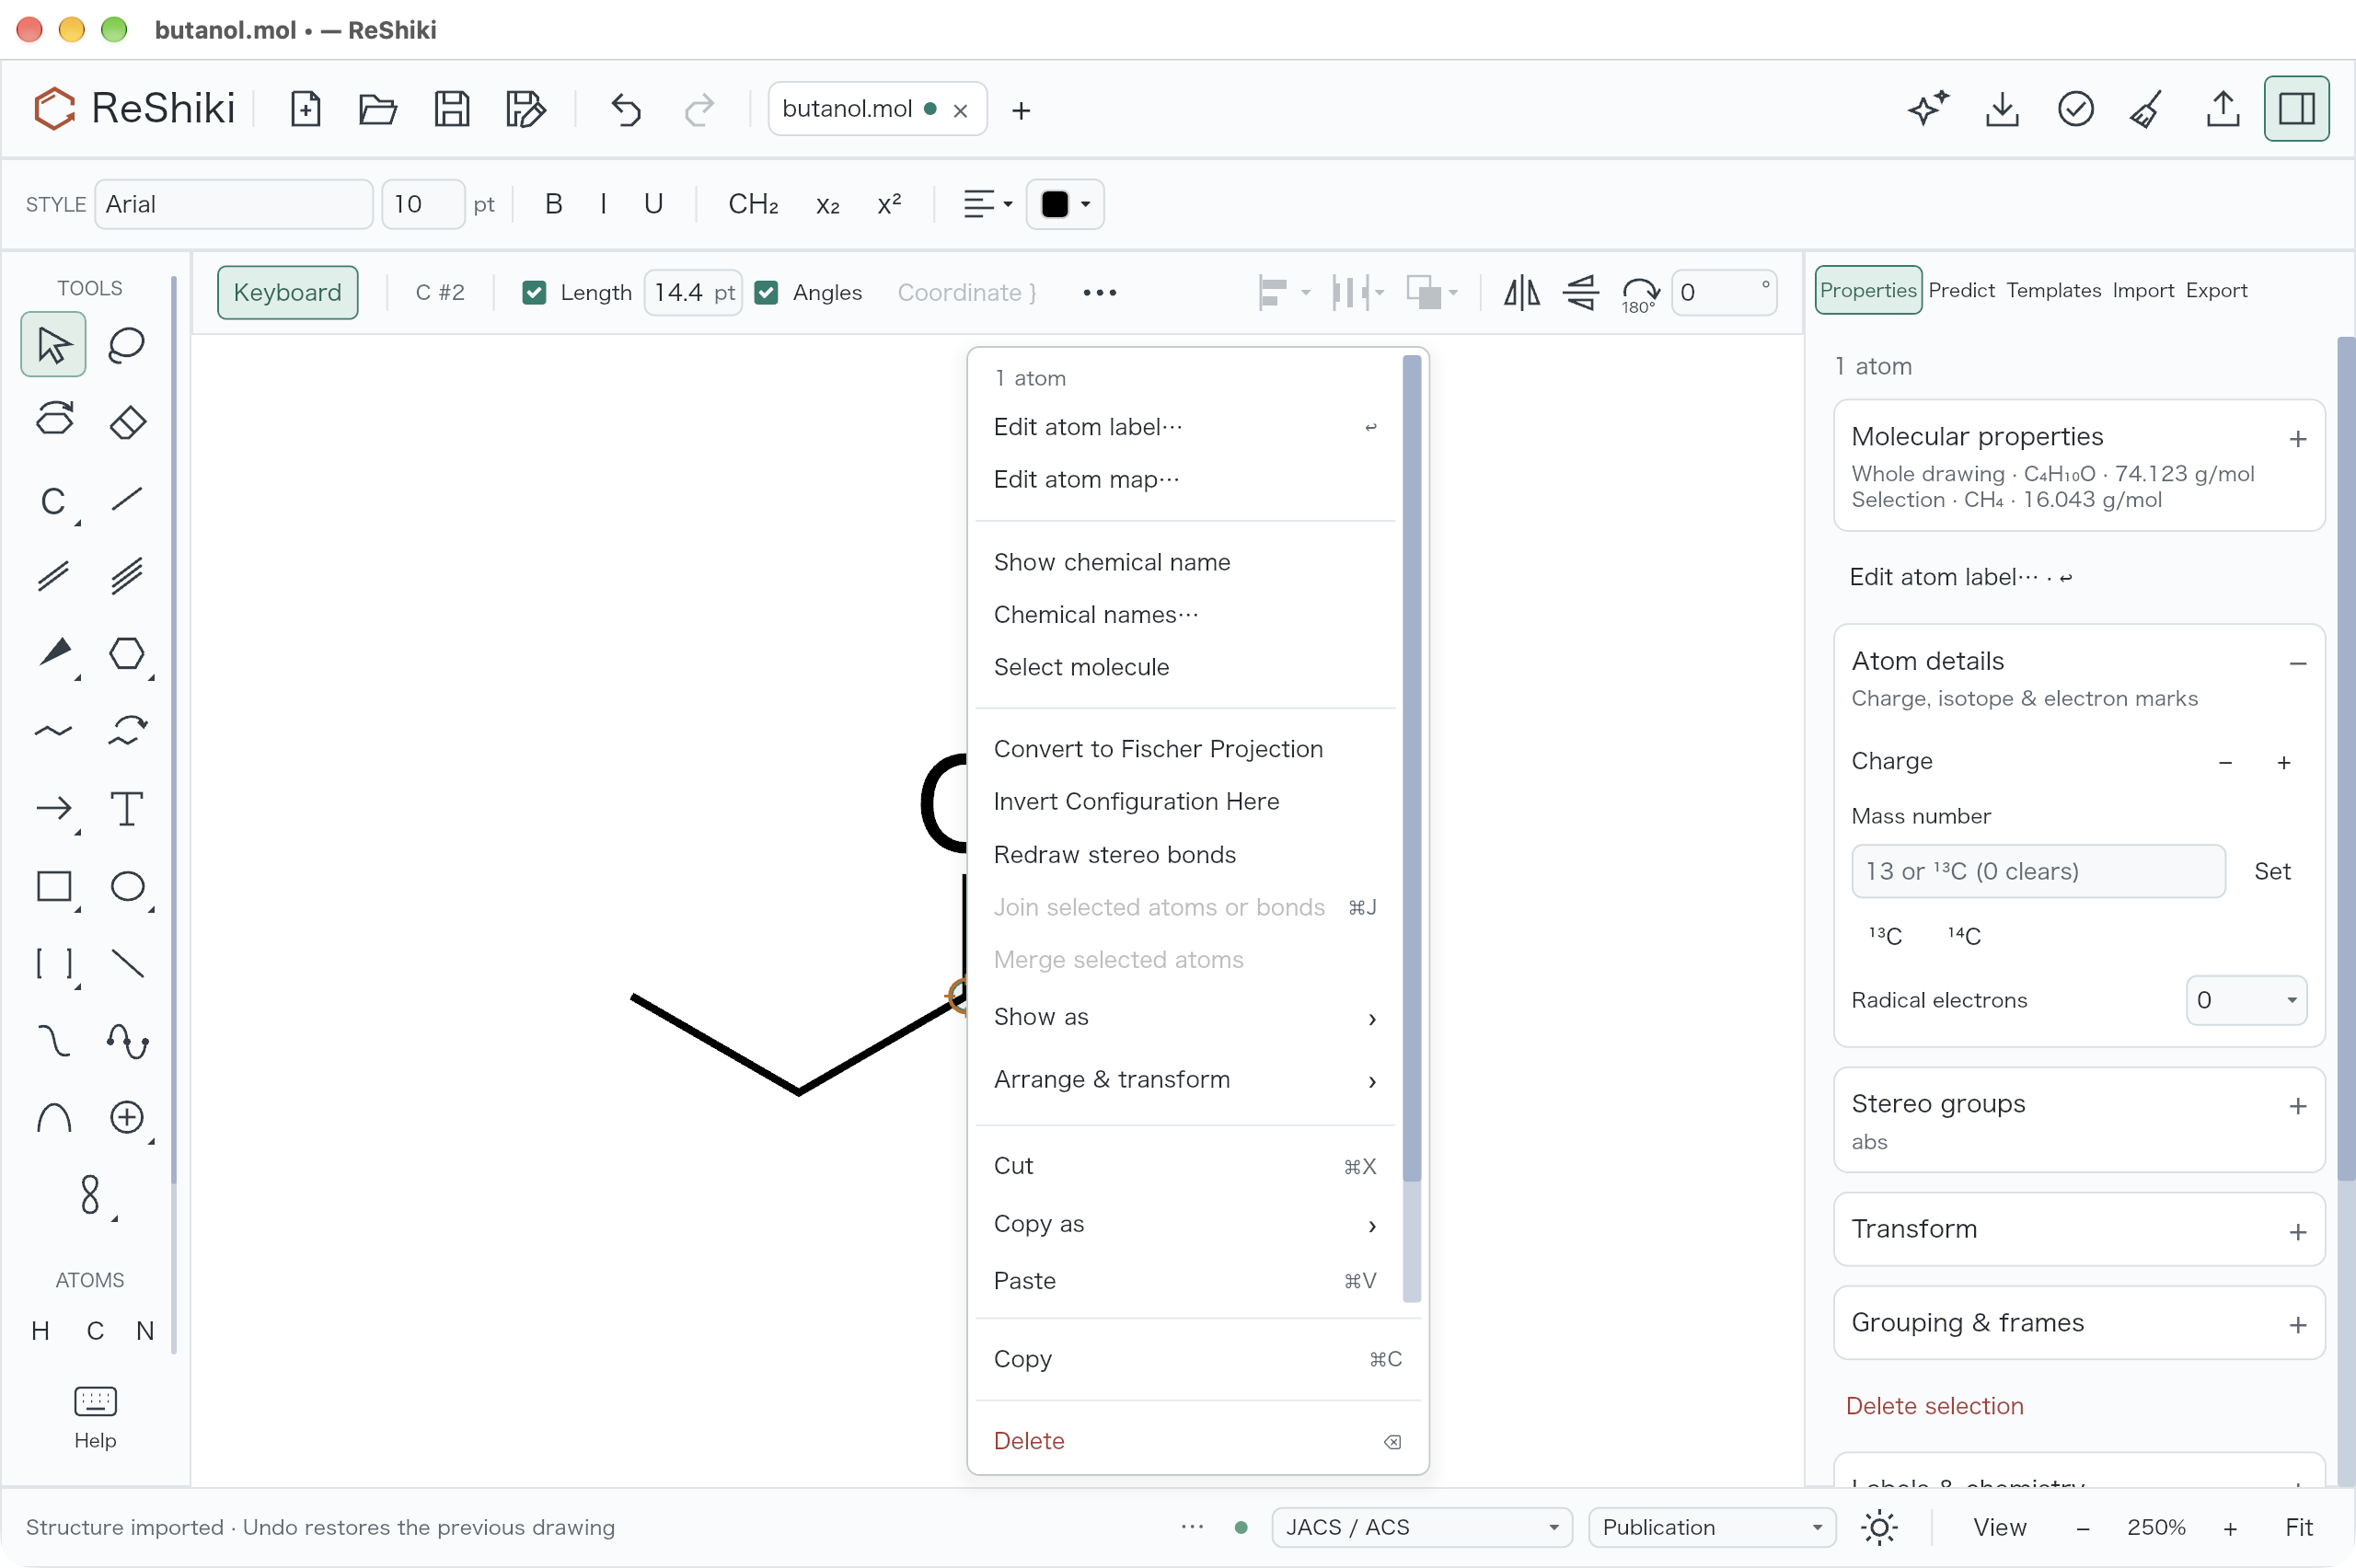 butanol.mol • — ReShiki
ReShiki
butanol.mol ● × +
STYLE Arial 10 pt B I U CH₂ x₂ x²
TOOLS
Keyboard C #2 Length 14.4 pt Angles Coordinate } ••• 180° 0 °
Properties Predict Templates Import Export
C
T
[ ]
ATOMS
H C N
Help
1 atom
Edit atom label… ↩
Edit atom map…
Show chemical name
Chemical names…
Select molecule
Convert to Fischer Projection
Invert Configuration Here
Redraw stereo bonds
Join selected atoms or bonds ⌘J
Merge selected atoms
Show as ›
Arrange & transform ›
Cut ⌘X
Copy as ›
Paste ⌘V
Copy ⌘C
Delete ⌫
1 atom
Molecular properties +
Whole drawing · C₄H₁₀O · 74.123 g/mol
Selection · CH₄ · 16.043 g/mol
Edit atom label… · ↩
Atom details −
Charge, isotope & electron marks
Charge − +
Mass number
13 or ¹³C (0 clears) Set
¹³C ¹⁴C
Radical electrons 0
Stereo groups +
abs
Transform +
Grouping & frames +
Delete selection
Labels & chemistry
Structure imported · Undo restores the previous drawing
… ● JACS / ACS Publication View − 250% + Fit